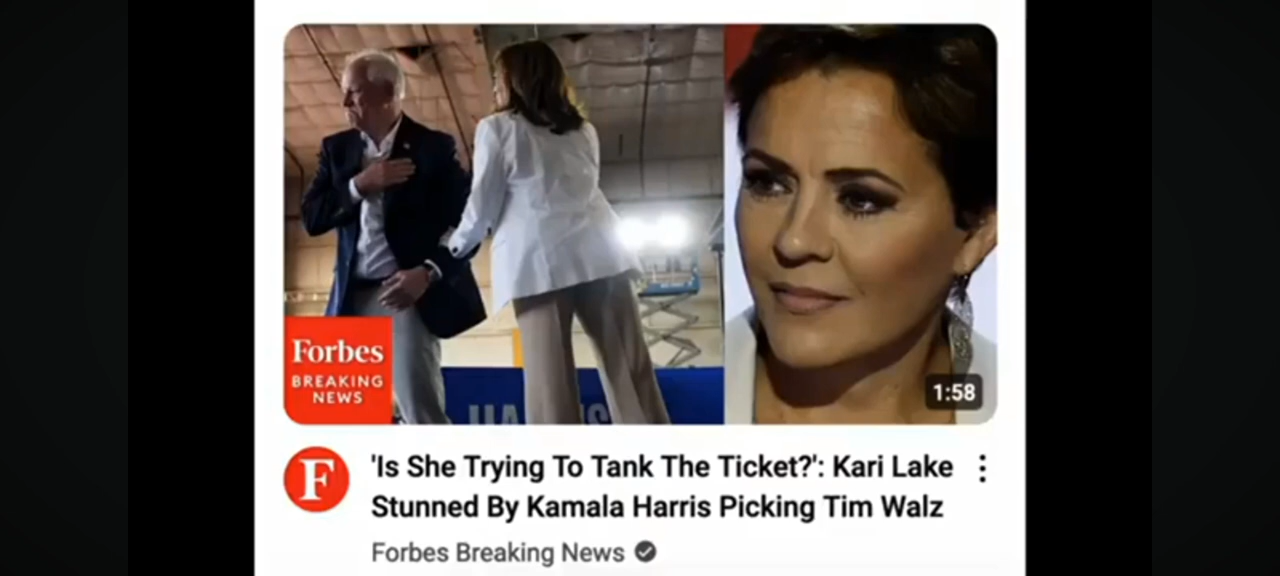 Forbes
BREAKING
NEWS
1:58
F
'Is She Trying To Tank The Ticket?': Kari Lake
Stunned By Kamala Harris Picking Tim Walz
Forbes Breaking News